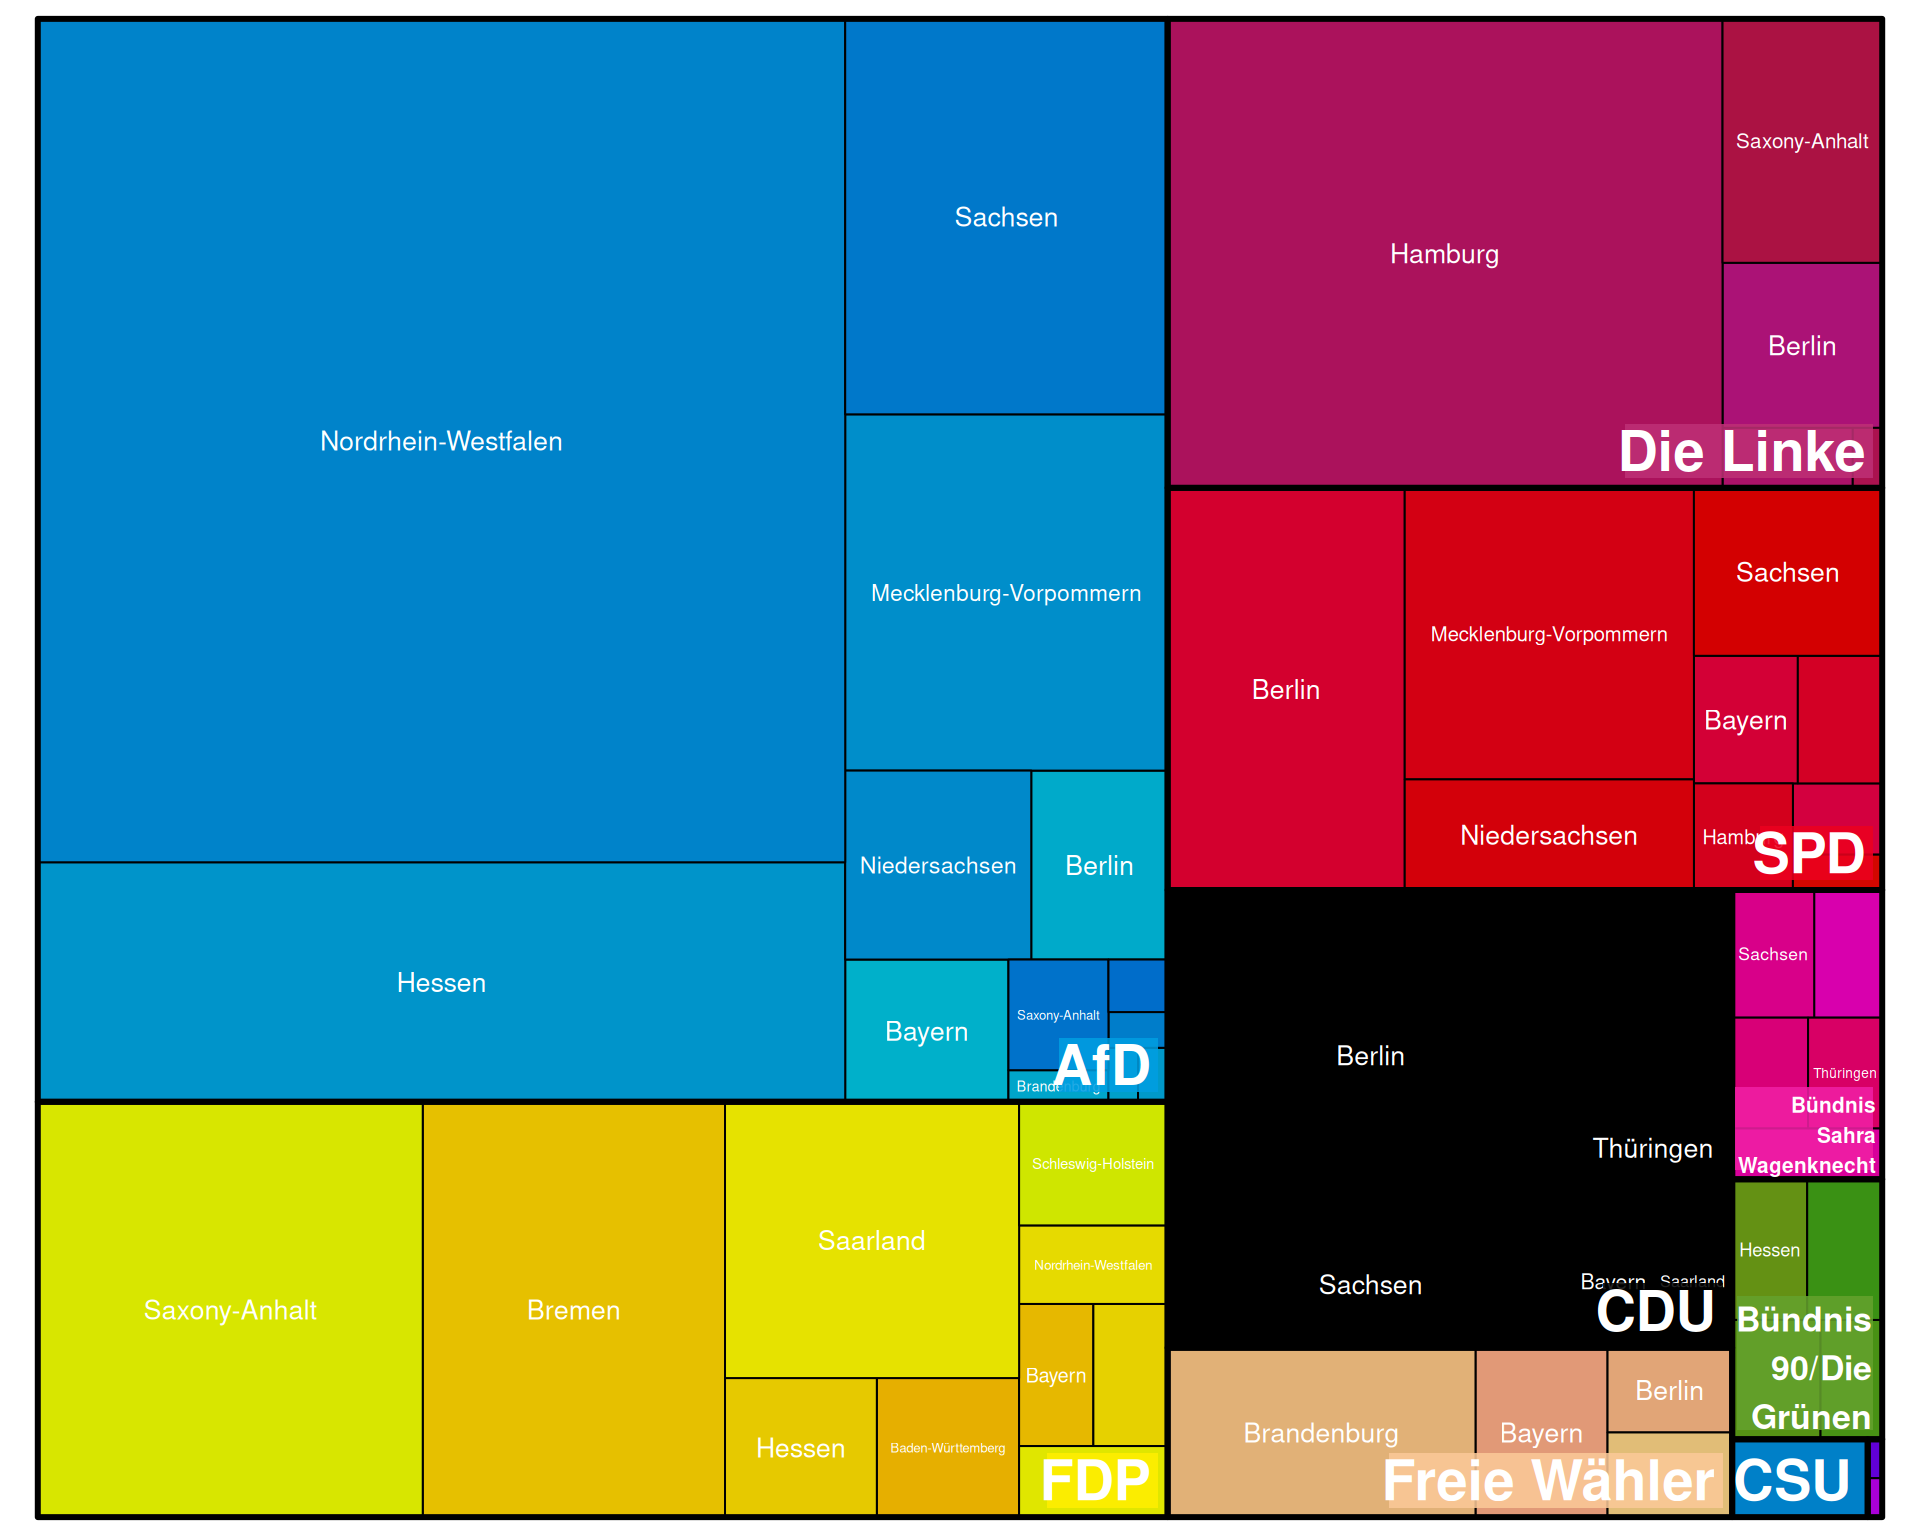 Nordrhein-Westfalen
Sachsen
Mecklenburg-Vorpommern
Niedersachsen
Berlin
Hessen
Bayern
Saxony-Anhalt
Brandenburg
AfD
Saxony-Anhalt
Bremen
Saarland
Hessen
Baden-Württemberg
Schleswig-Holstein
Nordrhein-Westfalen
Bayern
FDP
Hamburg
Saxony-Anhalt
Berlin
Die Linke
Berlin
Mecklenburg-Vorpommern
Niedersachsen
Sachsen
Bayern
Hamburg
SPD
Berlin
Thüringen
Sachsen
Bayern
Saarland
CDU
Sachsen
Thüringen
Bündnis
Sahra
Wagenknecht
Hessen
Bündnis
90/Die
Grünen
Brandenburg
Bayern
Berlin
Freie Wähler
CSU